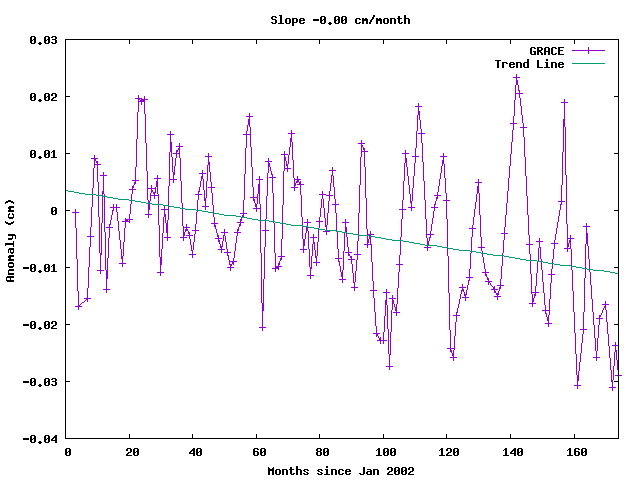 Slope -0.00 cm/month
GRACE
Trend Line
0.03
0.02
0.01
0
-0.01
-0.02
-0.03
-0.04
Anomaly (cm)
0 20 40 60 80 100 120 140 160
Months since Jan 2002